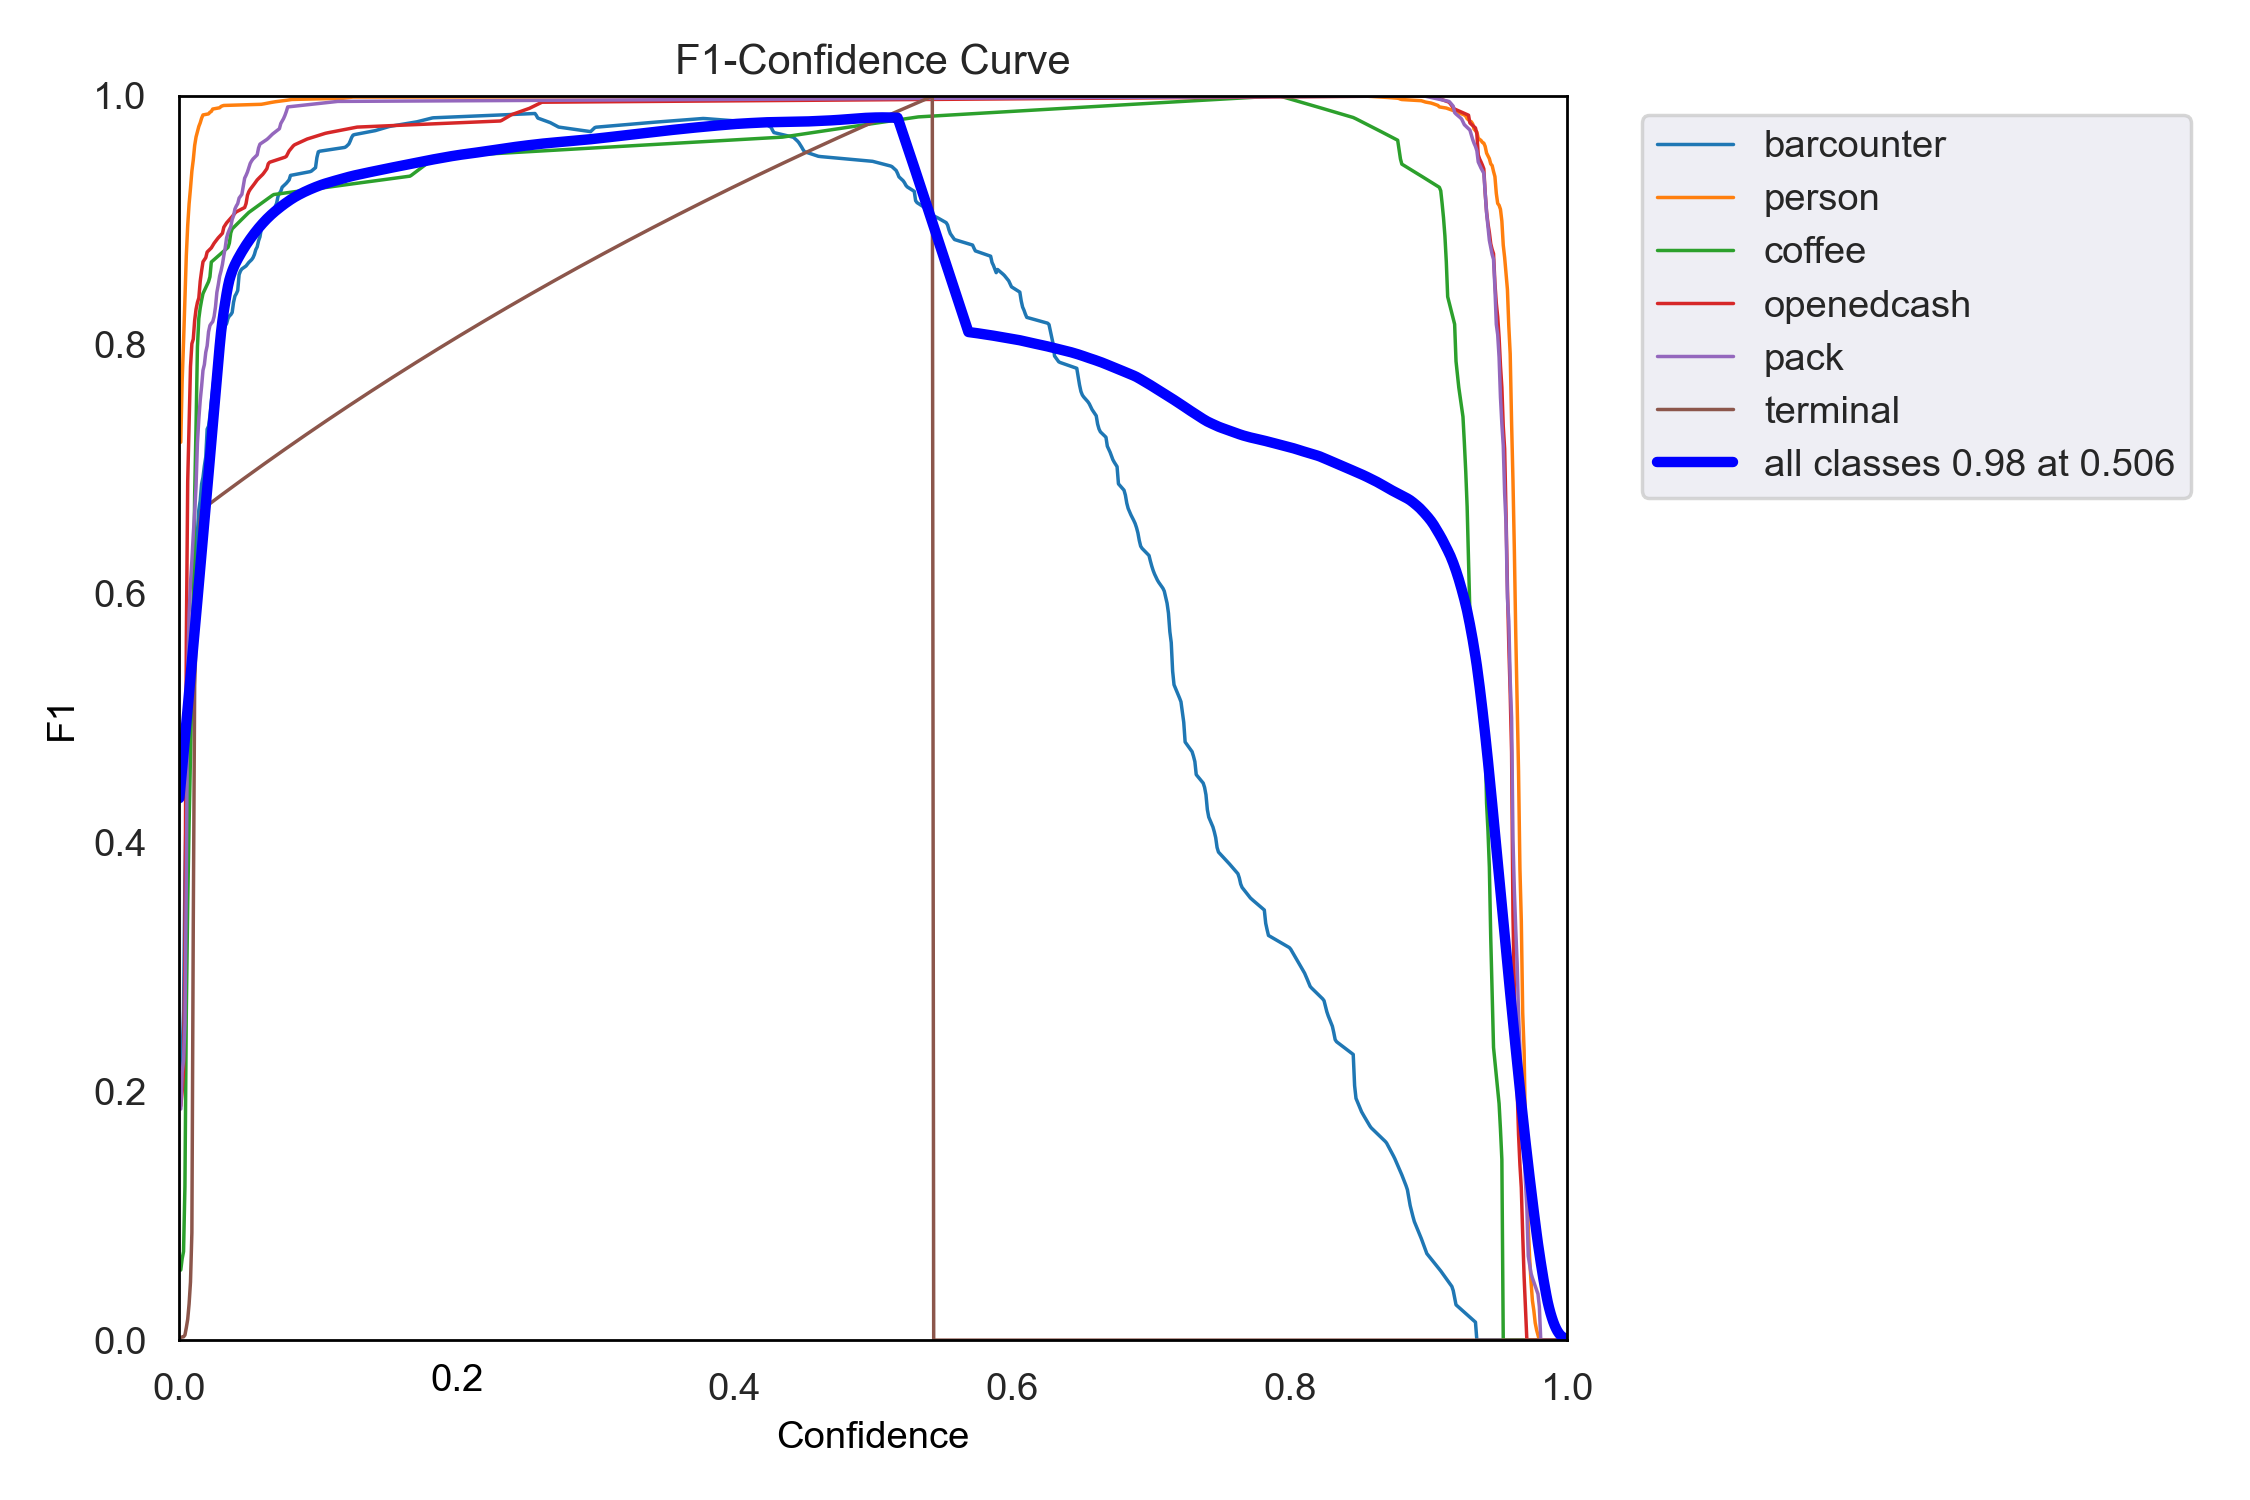 F1-Confidence Curve
1.0
0.8
0.6
0.4
0.2
0.0
F1
0.0 0.2 0.4 0.6 0.8 1.0
Confidence
barcounter
person
coffee
openedcash
pack
terminal
all classes 0.98 at 0.506